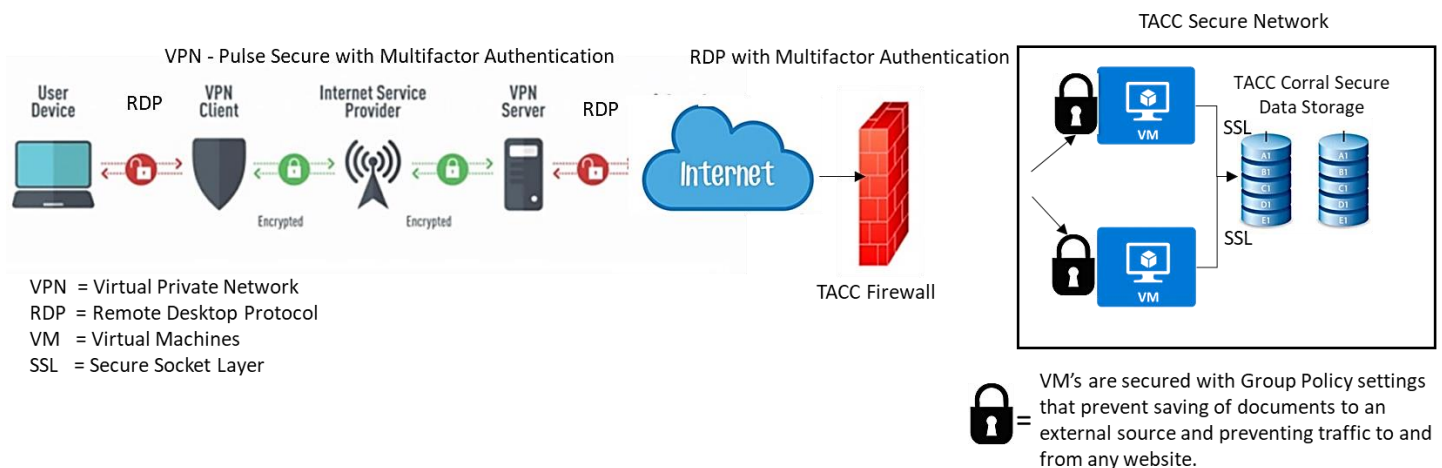 TACC Secure Network
VPN - Pulse Secure with Multifactor Authentication
RDP with Multifactor Authentication
User
Device
RDP
VPN
Client
Internet Service
Provider
VPN
Server
RDP
Encrypted
Encrypted
Internet
TACC Firewall
VM
VM
SSL
SSL
TACC Corral Secure
Data Storage
A1
B1
C1
D1
E1
A1
B1
C1
D1
E1
VPN = Virtual Private Network
RDP = Remote Desktop Protocol
VM = Virtual Machines
SSL = Secure Socket Layer
=
VM's are secured with Group Policy settings
that prevent saving of documents to an
external source and preventing traffic to and
from any website.